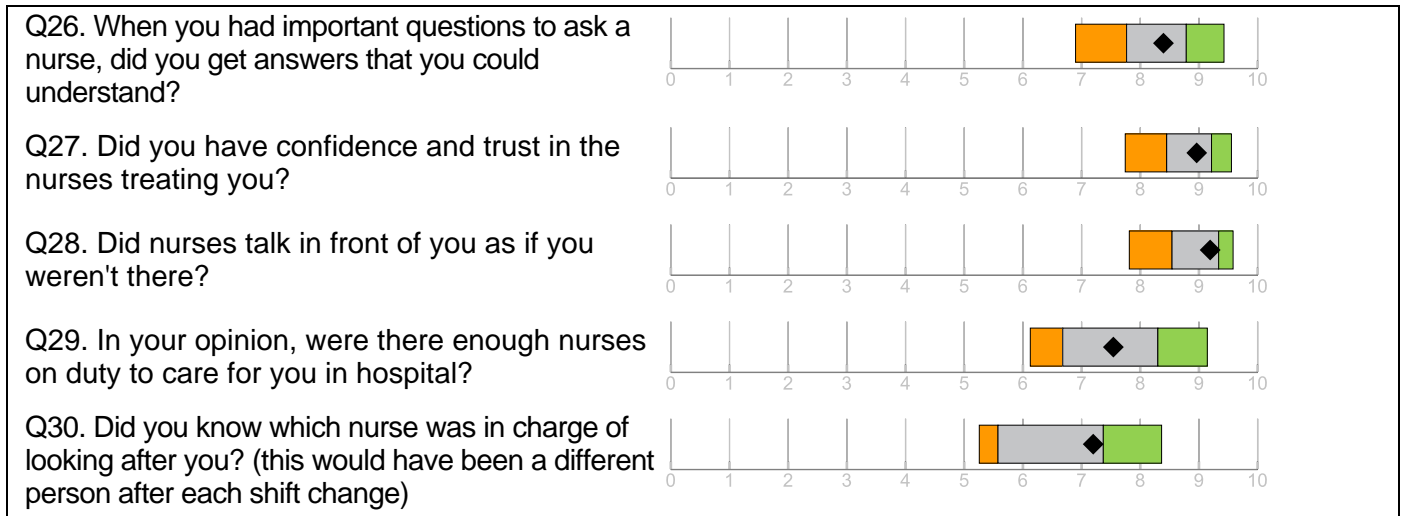 Q26. When you had important questions to ask a
nurse, did you get answers that you could
understand?
0 1 2 3 4 5 6 7 8 9 10
Q27. Did you have confidence and trust in the
nurses treating you?
0 1 2 3 4 5 6 7 8 9 10
Q28. Did nurses talk in front of you as if you
weren't there?
0 1 2 3 4 5 6 7 8 9 10
Q29. In your opinion, were there enough nurses
on duty to care for you in hospital?
0 1 2 3 4 5 6 7 8 9 10
Q30. Did you know which nurse was in charge of
looking after you? (this would have been a different
person after each shift change)
0 1 2 3 4 5 6 7 8 9 10